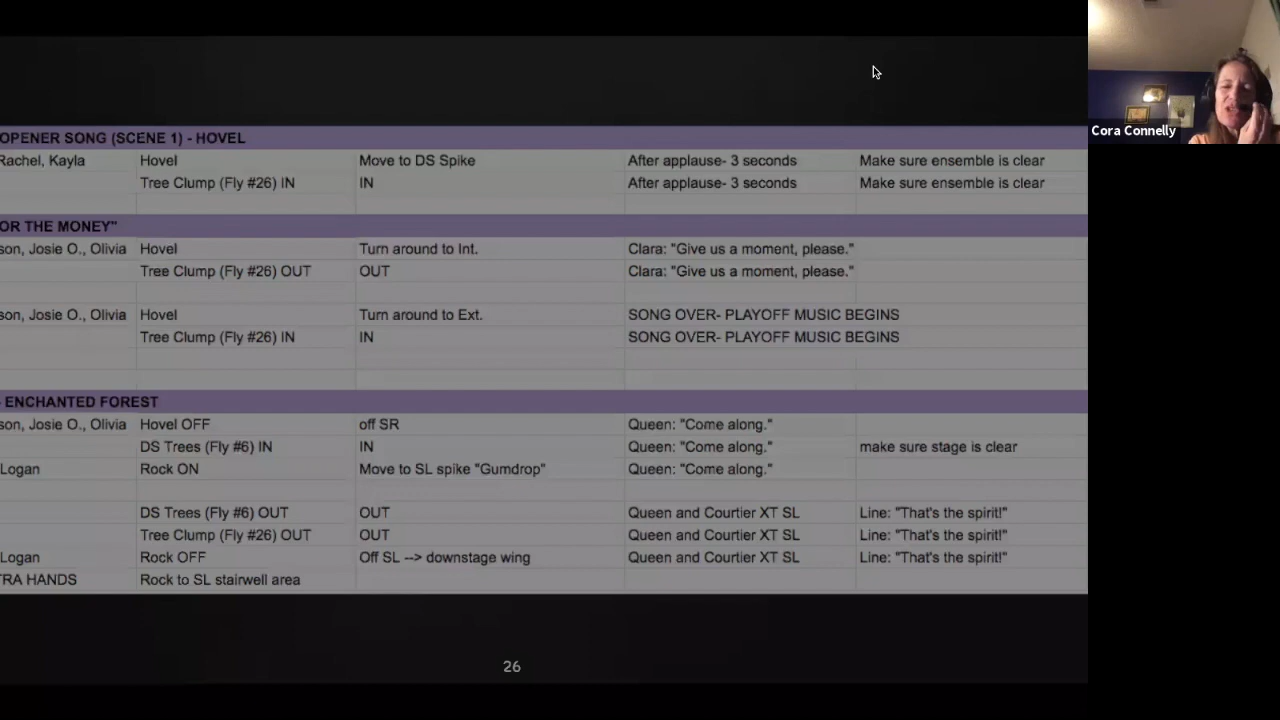 OPENER SONG (SCENE 1) - HOVEL
Rachel, Kayla Hovel Move to DS Spike After applause- 3 seconds Make sure ensemble is clear
Tree Clump (Fly #26) IN IN After applause- 3 seconds Make sure ensemble is clear
OR THE MONEY"
son, Josie O., Olivia Hovel Turn around to Int. Clara: "Give us a moment, please."
Tree Clump (Fly #26) OUT OUT Clara: "Give us a moment, please."
son, Josie O., Olivia Hovel Turn around to Ext. SONG OVER- PLAYOFF MUSIC BEGINS
Tree Clump (Fly #26) IN IN SONG OVER- PLAYOFF MUSIC BEGINS
- ENCHANTED FOREST
son, Josie O., Olivia Hovel OFF off SR Queen: "Come along."
DS Trees (Fly #6) IN IN Queen: "Come along." make sure stage is clear
Logan Rock ON Move to SL spike "Gumdrop" Queen: "Come along."
DS Trees (Fly #6) OUT OUT Queen and Courtier XT SL Line: "That's the spirit!"
Tree Clump (Fly #26) OUT OUT Queen and Courtier XT SL Line: "That's the spirit!"
Logan Rock OFF Off SL --> downstage wing Queen and Courtier XT SL Line: "That's the spirit!"
TRA HANDS Rock to SL stairwell area
26
Cora Connelly